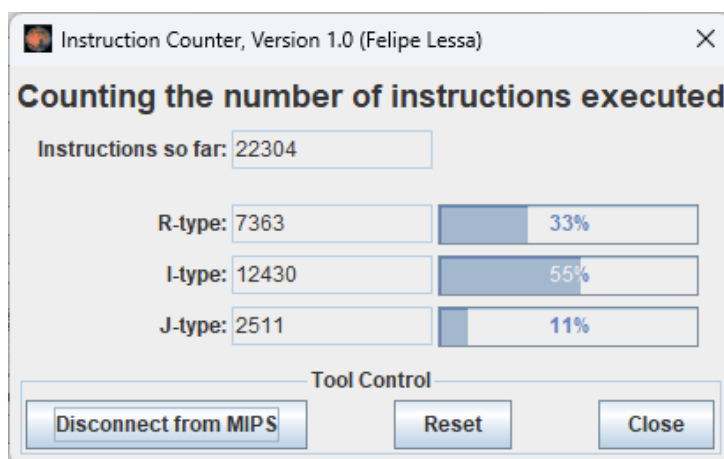 Instruction Counter, Version 1.0 (Felipe Lessa)
Counting the number of instructions executed
Instructions so far: 22304
R-type: 7363 33%
I-type: 12430 55%
J-type: 2511 11%
Tool Control
Disconnect from MIPS Reset Close